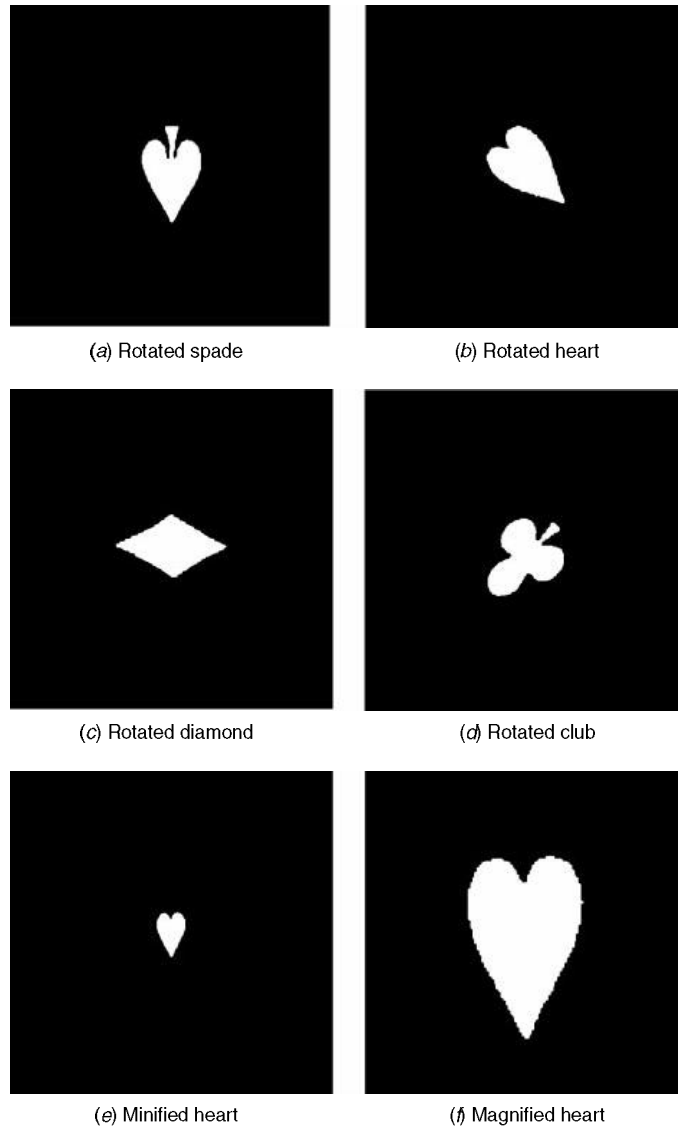 (a) Rotated spade
(b) Rotated heart
(c) Rotated diamond
(d) Rotated club
(e) Minified heart
(f) Magnified heart